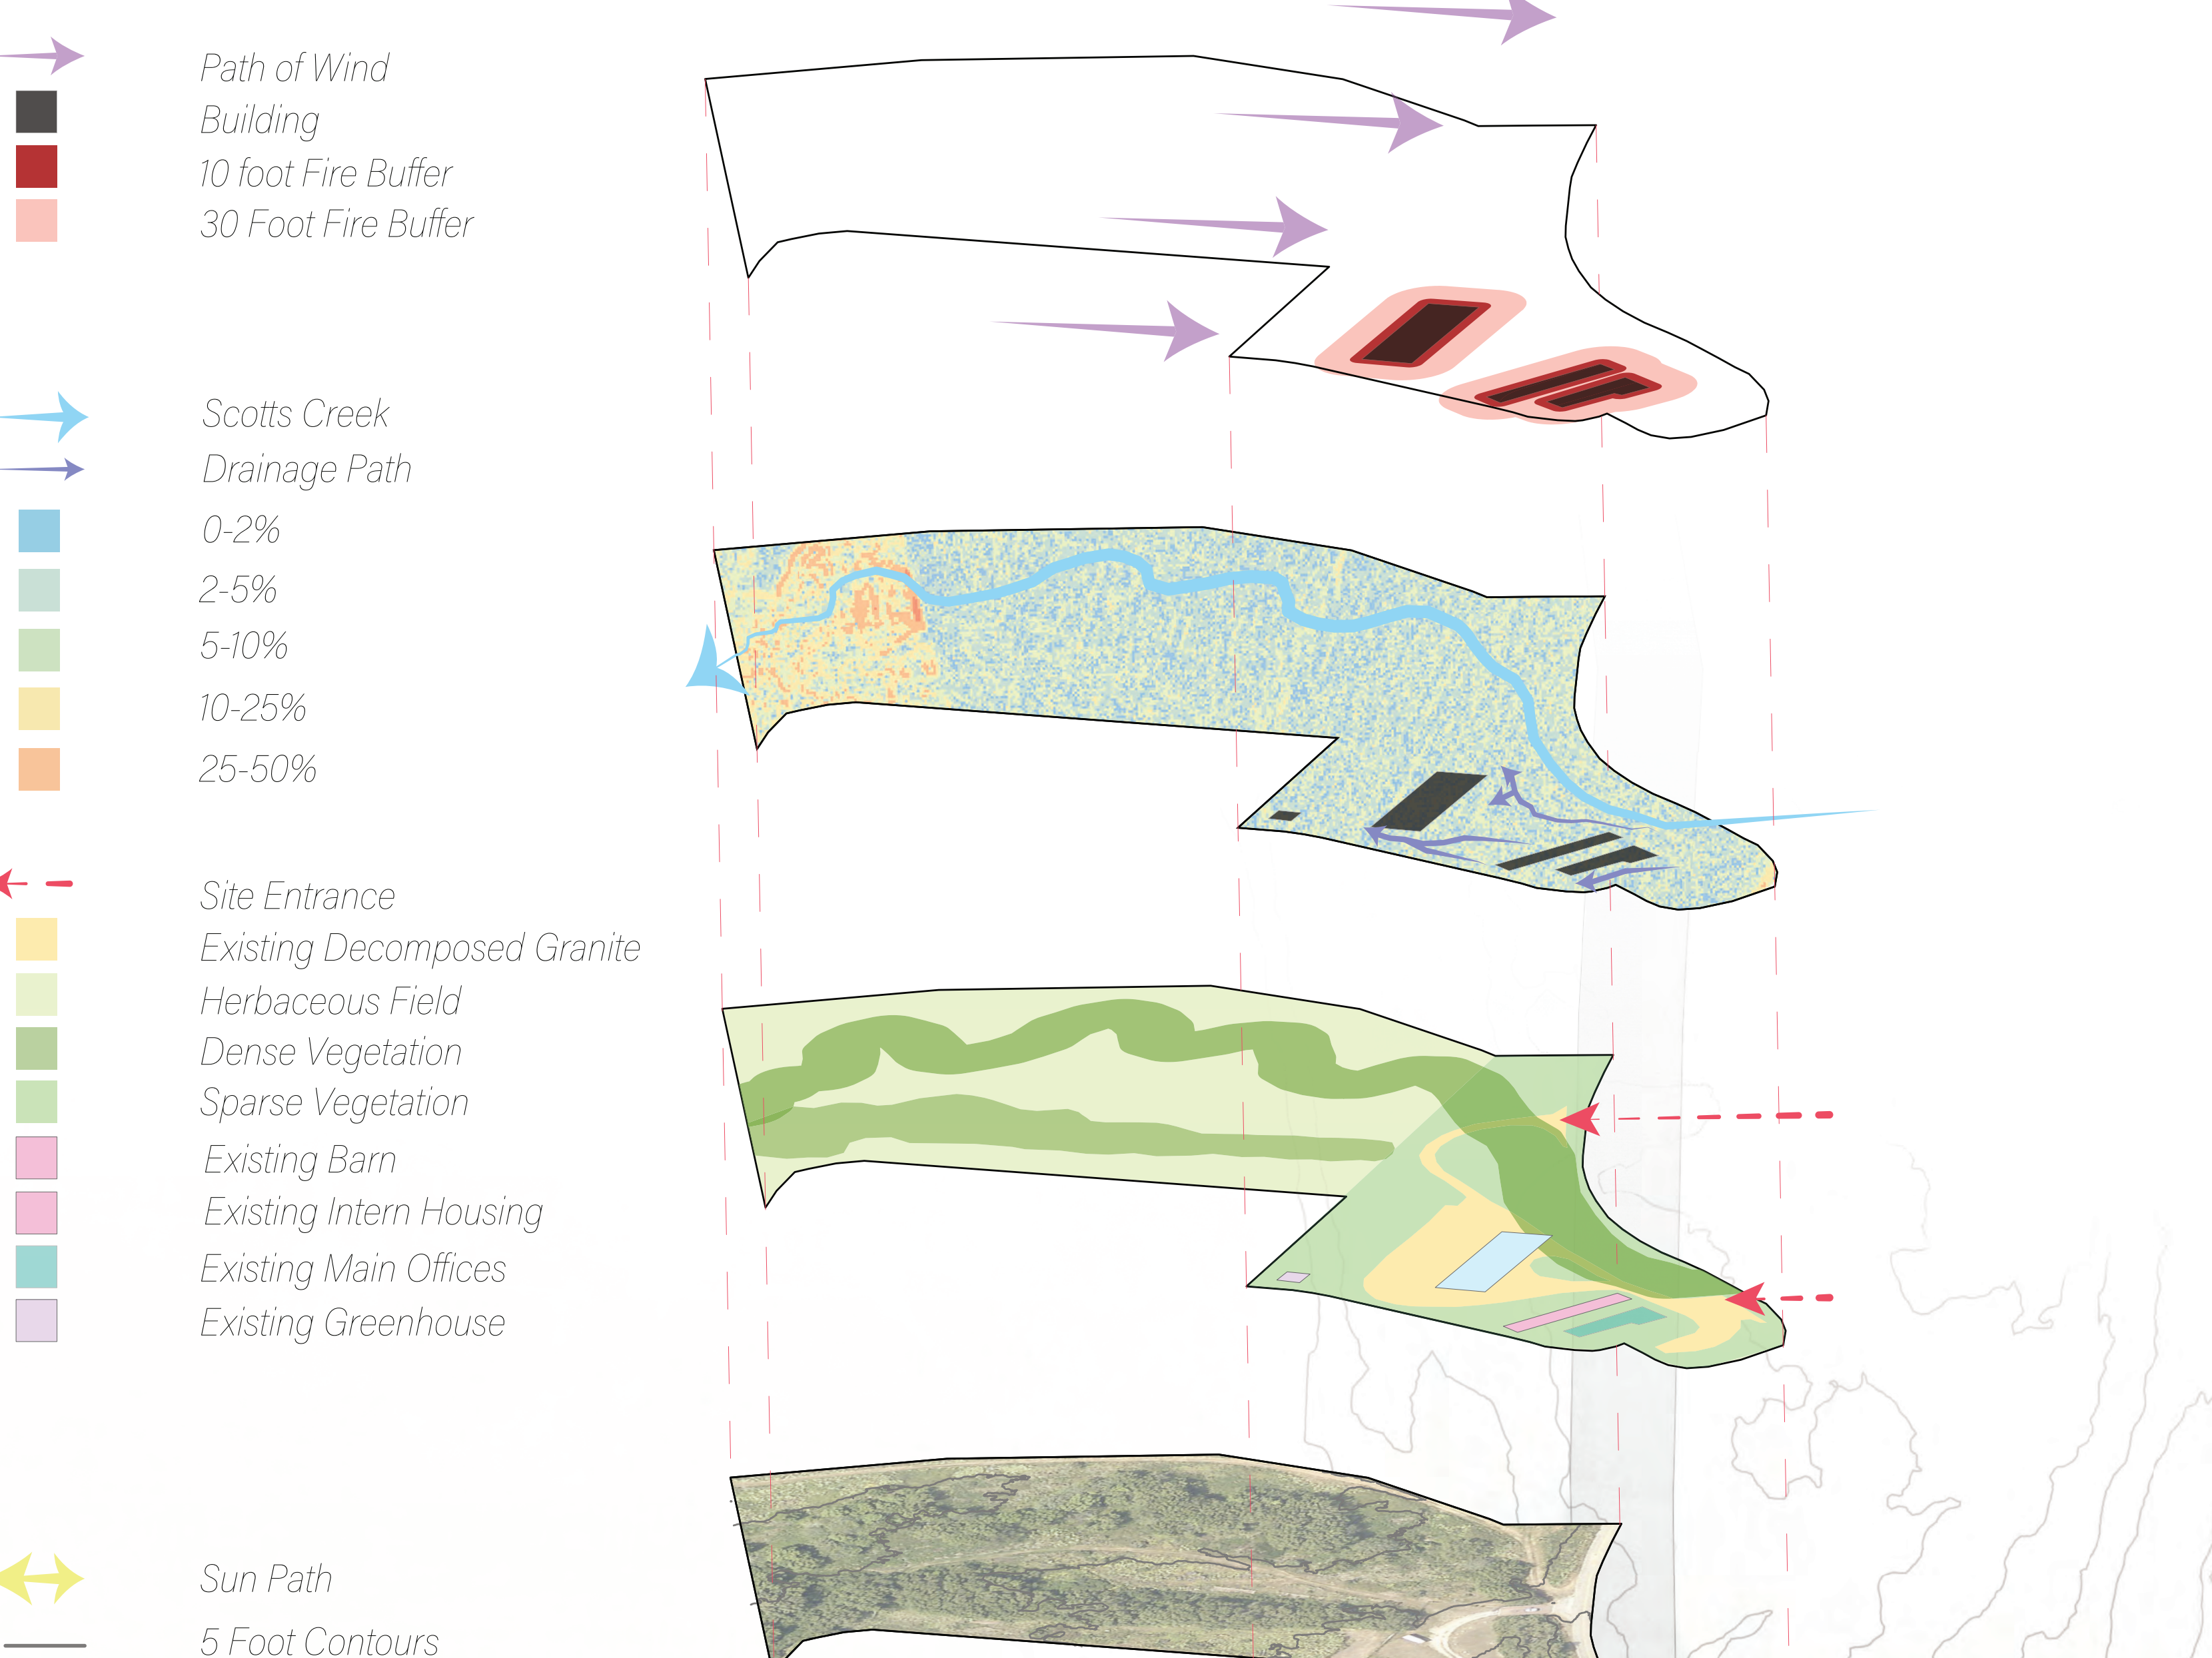 Path of Wind
Building
10 foot Fire Buffer
30 Foot Fire Buffer
Scotts Creek
Drainage Path
0-2%
2-5%
5-10%
10-25%
25-50%
Site Entrance
Existing Decomposed Granite
Herbaceous Field
Dense Vegetation
Sparse Vegetation
Existing Barn
Existing Intern Housing
Existing Main Offices
Existing Greenhouse
Sun Path
5 Foot Contours